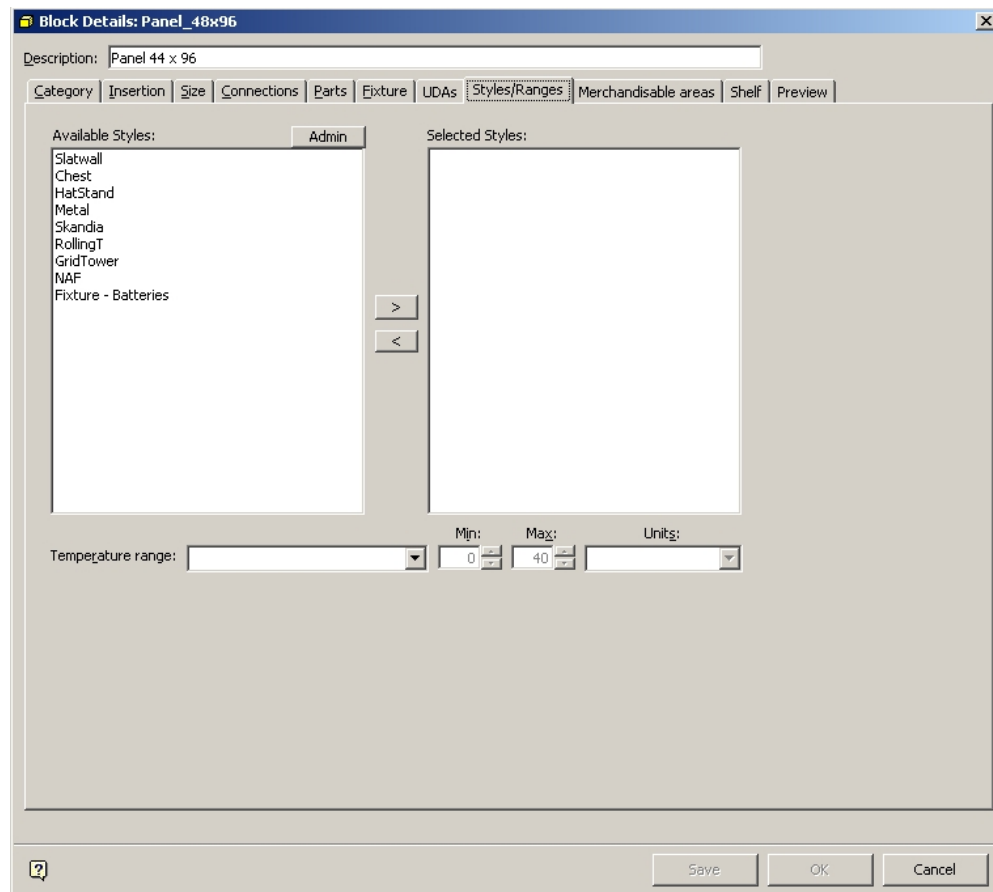 Block Details: Panel_48x96
Description: Panel 44 x 96
Category Insertion Size Connections Parts Fixture UDAs Styles/Ranges Merchandisable areas Shelf Preview
Available Styles: Admin Selected Styles:
Slatwall
Chest
HatStand
Metal
Skandia
RollingT
GridTower
NAF
Fixture - Batteries
>
<
Min: Max: Units:
Temperature range: 0 40
Save OK Cancel